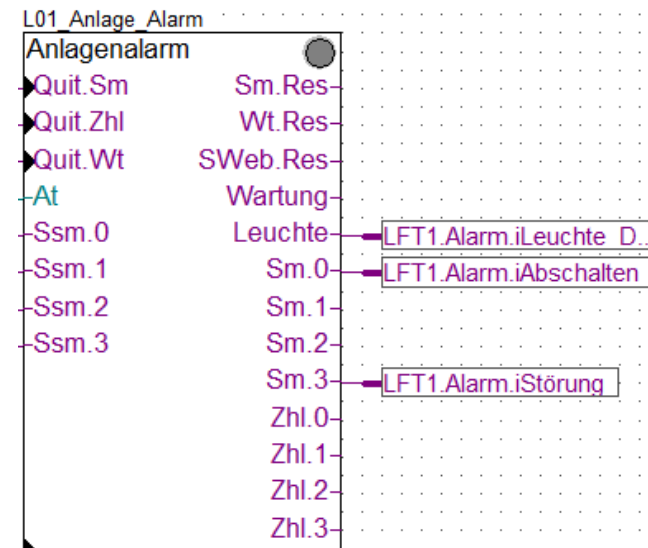 L01_Anlage_Alarm
Anlagenalarm
Quit.Sm Sm.Res
Quit.Zhl Wt.Res
Quit.Wt SWeb.Res
At Wartung
Ssm.0 Leuchte LFT1.Alarm.iLeuchte_D..
Ssm.1 Sm.0 LFT1.Alarm.iAbschalten
Ssm.2 Sm.1
Ssm.3 Sm.2
Sm.3 LFT1.Alarm.iStörung
Zhl.0
Zhl.1
Zhl.2
Zhl.3